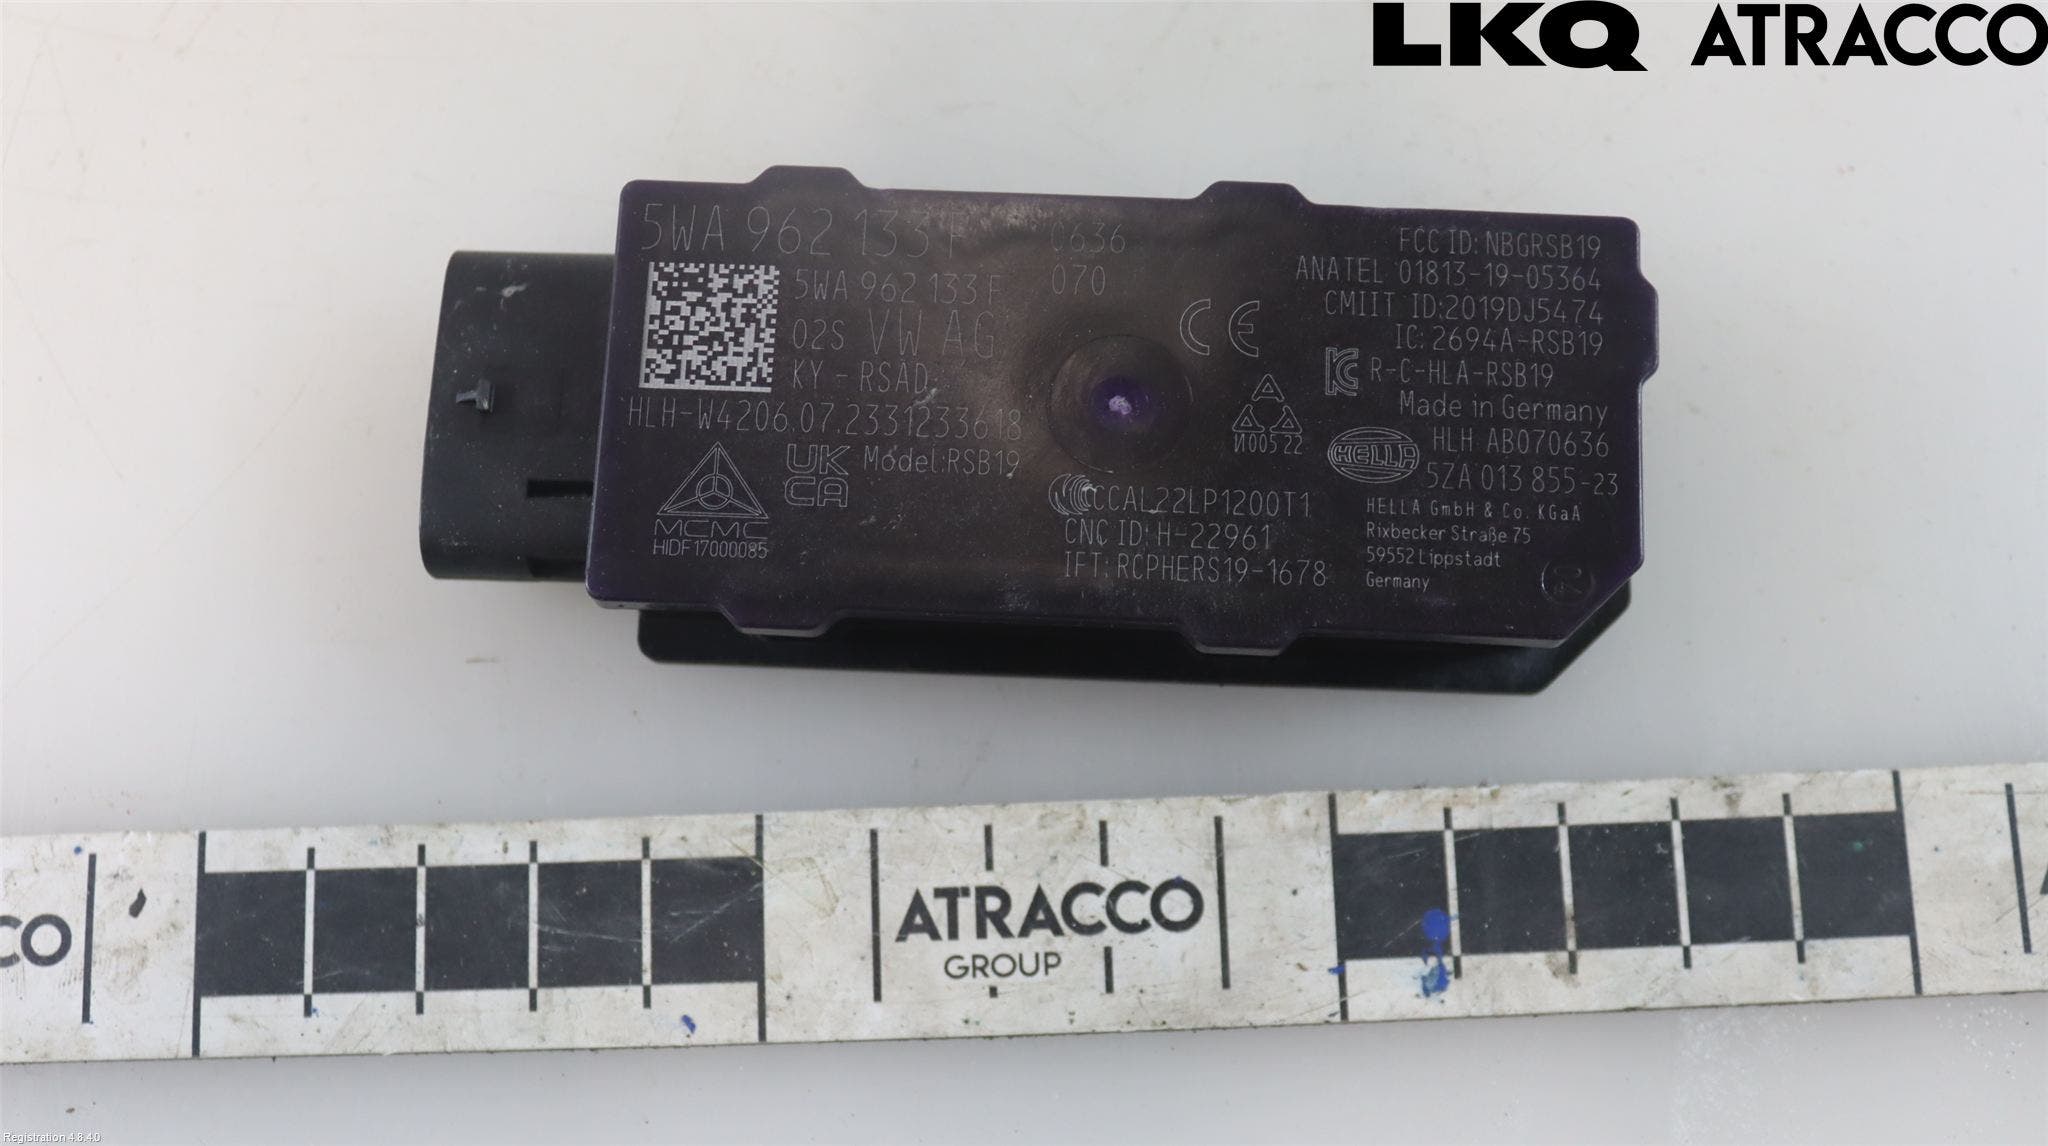 LKQ ATRACCO
5WA 962 133 F
0636
070
5WA 962 133 F
02S VW AG
KY - RSAD
HLH-W4206.07.2331233618
UK
CA
Model:RSB19
MCMC
HIDF17000085
CE
И005 22
CCAL22LP1200T1
CNC ID: H-22961
IFT: RCPHERS19-1678
FCC ID: NBGRSB19
ANATEL 01813-19-05364
CMIIT ID:2019DJ5474
IC: 2694A-RSB19
R-C-HLA-RSB19
Made in Germany
HELLA
HLH AB070636
5ZA 013 855-23
HELLA GmbH & Co. KGaA
Rixbecker Straße 75
59552 Lippstadt
Germany
CO
ATRACCO
GROUP
Registration 4.8.4.0